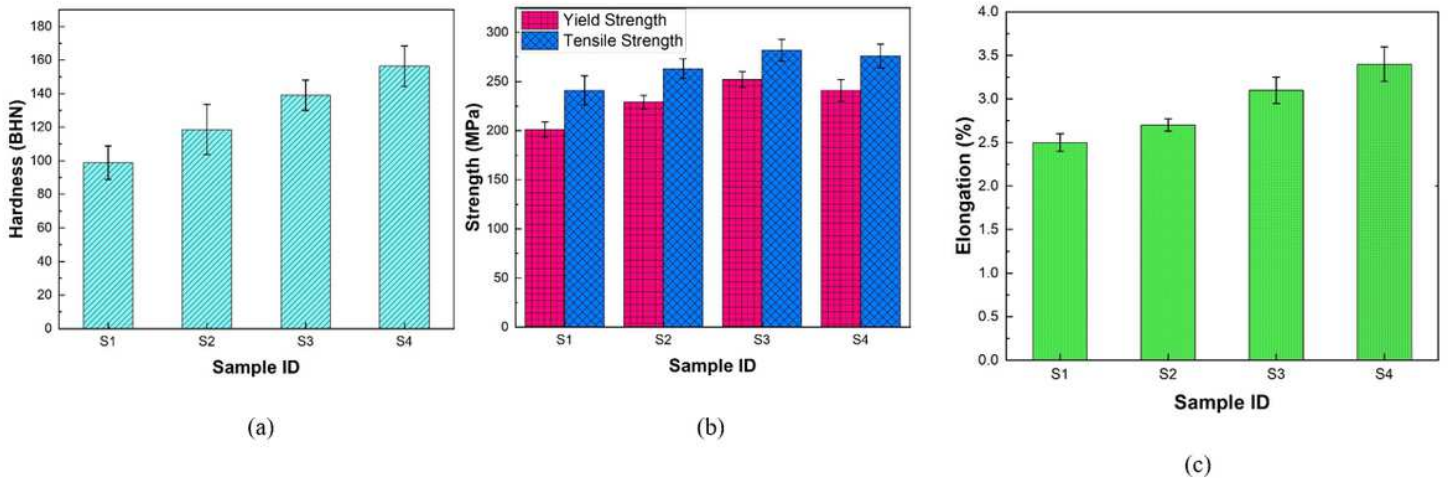 180
160
140
120
100
80
60
40
20
0
Hardness (BHN)
S1 S2 S3 S4
Sample ID
(a)
Yield Strength
Tensile Strength
300
250
200
150
100
50
0
Strength (MPa)
S1 S2 S3 S4
Sample ID
(b)
4.0
3.5
3.0
2.5
2.0
1.5
1.0
0.5
0.0
Elongation (%)
S1 S2 S3 S4
Sample ID
(c)